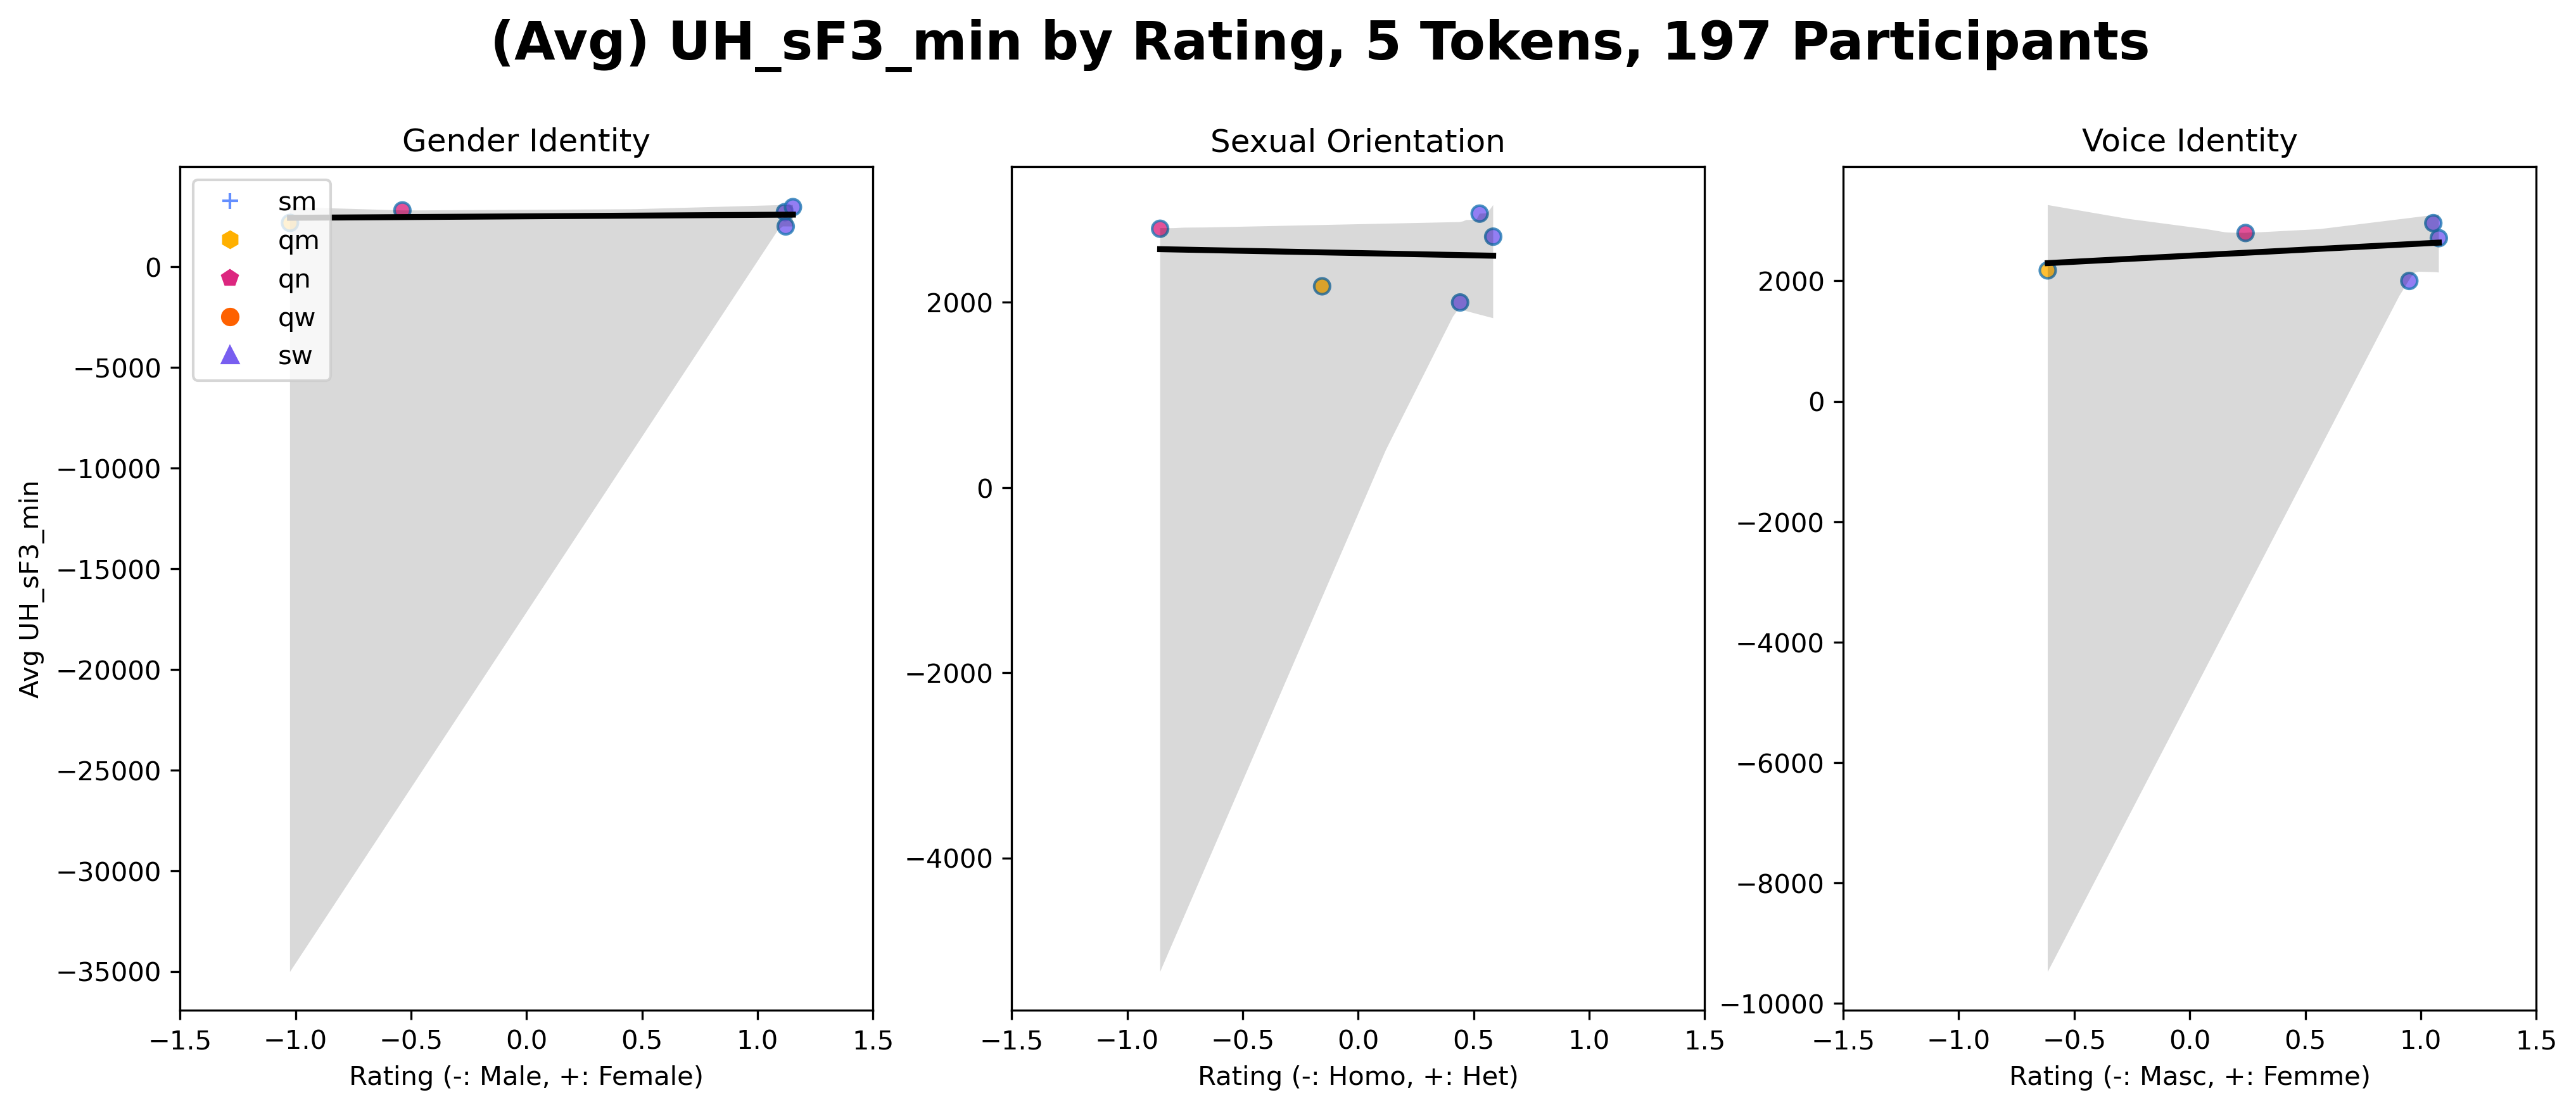 (Avg) UH_sF3_min by Rating, 5 Tokens, 197 Participants
Gender Identity
Avg UH_sF3_min
0
−5000
−10000
−15000
−20000
−25000
−30000
−35000
sm
qm
qn
qw
sw
−1.5 −1.0 −0.5 0.0 0.5 1.0 1.5
Rating (-: Male, +: Female)
Sexual Orientation
2000
0
−2000
−4000
−1.5 −1.0 −0.5 0.0 0.5 1.0 1.5
Rating (-: Homo, +: Het)
Voice Identity
2000
0
−2000
−4000
−6000
−8000
−10000
−1.5 −1.0 −0.5 0.0 0.5 1.0 1.5
Rating (-: Masc, +: Femme)